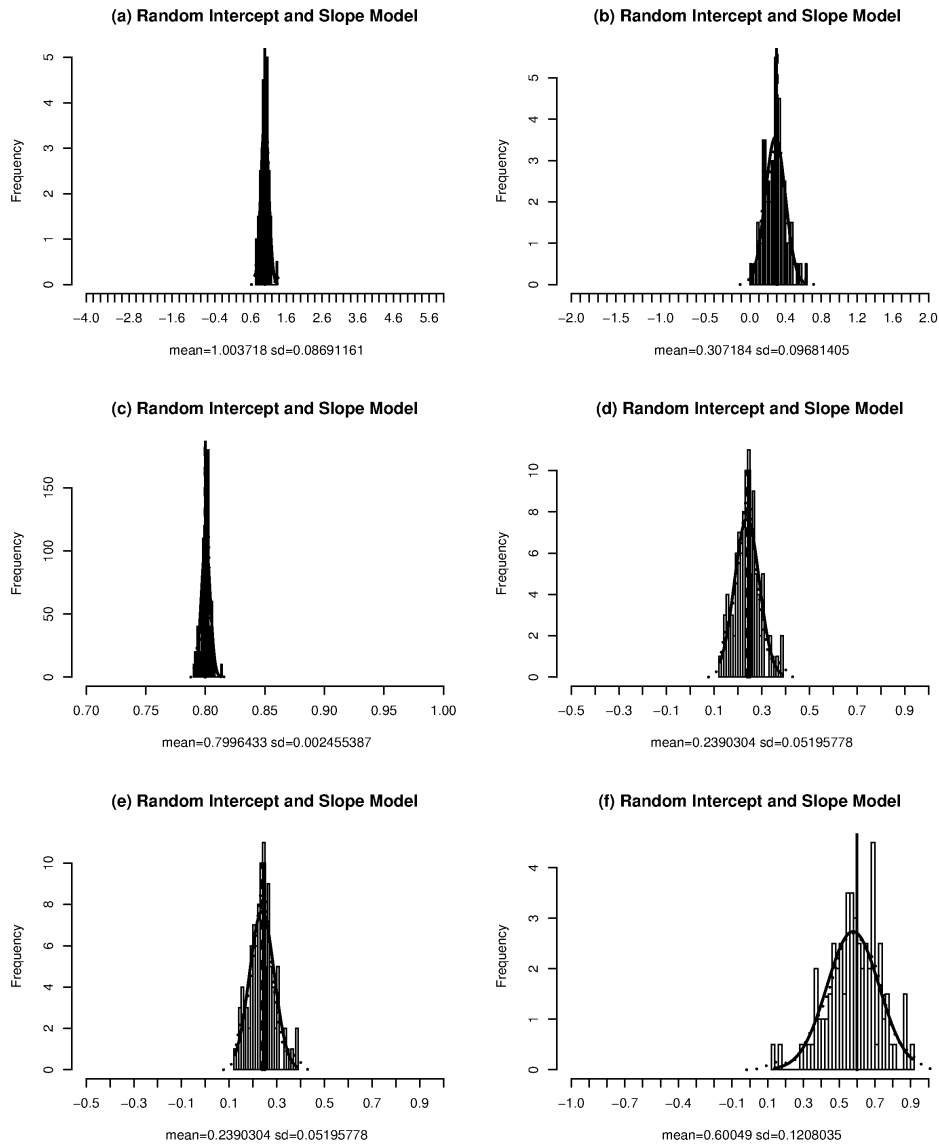 (a) Random Intercept and Slope Model
Frequency
5
4
3
2
1
0
−4.0 −2.8 −1.6 −0.4 0.6 1.6 2.6 3.6 4.6 5.6
mean=1.003718 sd=0.08691161
(b) Random Intercept and Slope Model
Frequency
5
4
3
2
1
0
−2.0 −1.5 −1.0 −0.5 0.0 0.4 0.8 1.2 1.6 2.0
mean=0.307184 sd=0.09681405
(c) Random Intercept and Slope Model
Frequency
150
100
50
0
0.70 0.75 0.80 0.85 0.90 0.95 1.00
mean=0.7996433 sd=0.002455387
(d) Random Intercept and Slope Model
Frequency
10
8
6
4
2
0
−0.5 −0.3 −0.1 0.1 0.3 0.5 0.7 0.9
mean=0.2390304 sd=0.05195778
(e) Random Intercept and Slope Model
Frequency
10
8
6
4
2
0
−0.5 −0.3 −0.1 0.1 0.3 0.5 0.7 0.9
mean=0.2390304 sd=0.05195778
(f) Random Intercept and Slope Model
Frequency
4
3
2
1
0
−1.0 −0.7 −0.4 −0.1 0.1 0.3 0.5 0.7 0.9
mean=0.60049 sd=0.1208035